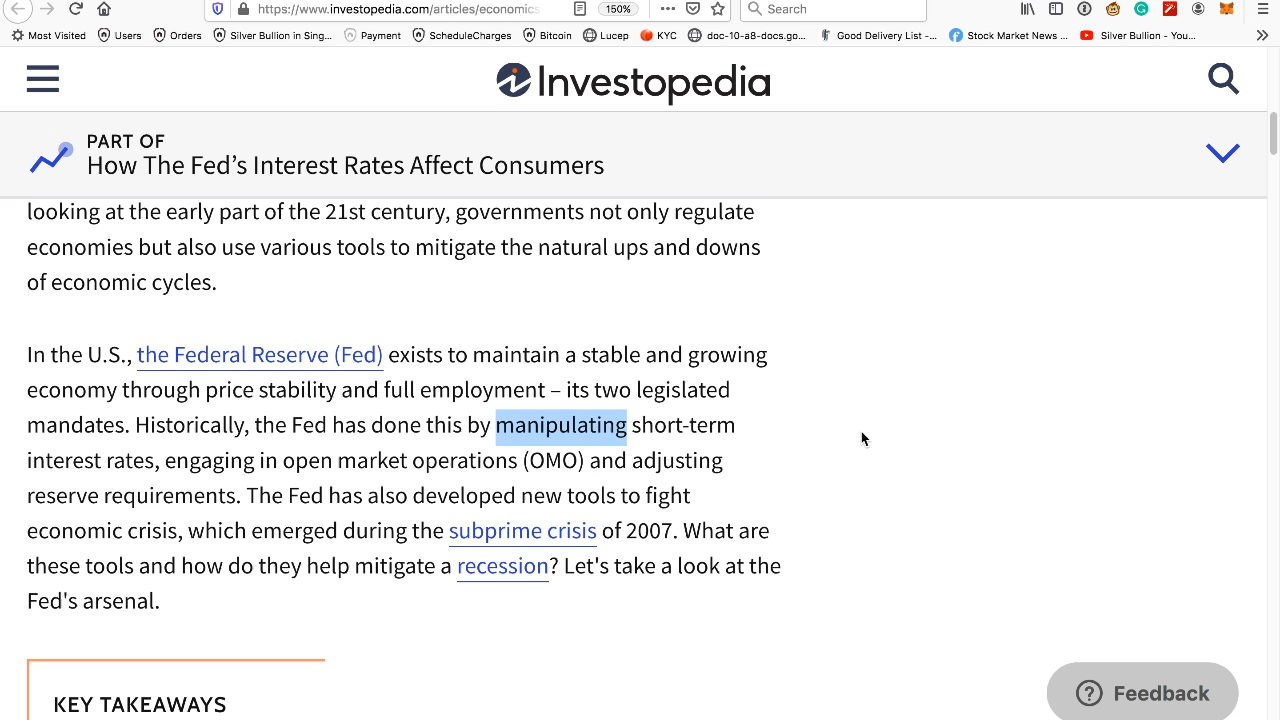 https://www.investopedia.com/articles/economics
150%
Search
Most Visited
Users
Orders
Silver Bullion in Sing...
Payment
ScheduleCharges
Bitcoin
Lucep
KYC
doc-10-a8-docs.go...
Good Delivery List -...
Stock Market News ...
Silver Bullion - You...
Investopedia
PART OF
How The Fed’s Interest Rates Affect Consumers
looking at the early part of the 21st century, governments not only regulate
economies but also use various tools to mitigate the natural ups and downs
of economic cycles.
In the U.S., the Federal Reserve (Fed) exists to maintain a stable and growing
economy through price stability and full employment – its two legislated
mandates. Historically, the Fed has done this by manipulating short-term
interest rates, engaging in open market operations (OMO) and adjusting
reserve requirements. The Fed has also developed new tools to fight
economic crisis, which emerged during the subprime crisis of 2007. What are
these tools and how do they help mitigate a recession? Let's take a look at the
Fed's arsenal.
KEY TAKEAWAYS
Feedback